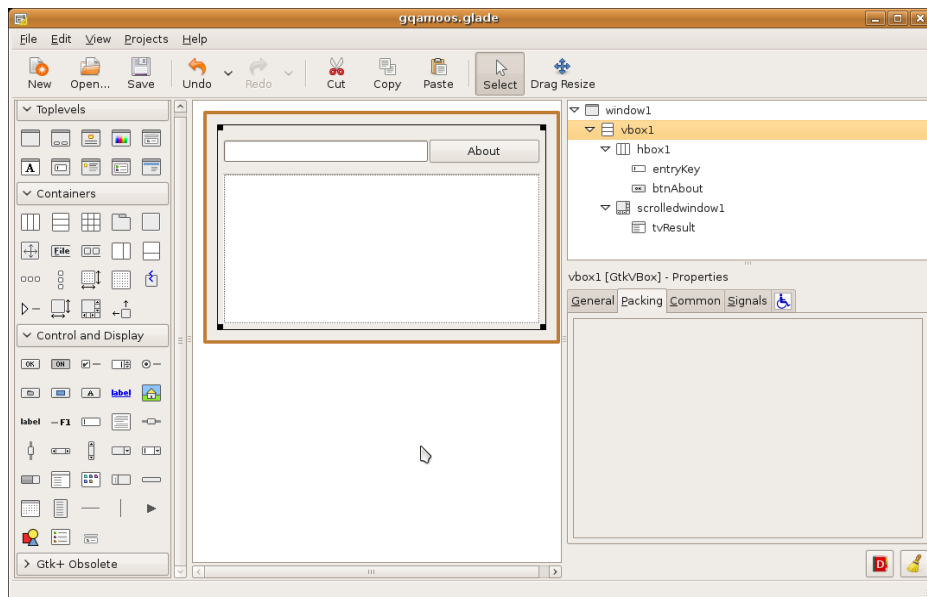 gqamoos.glade
File Edit View Projects Help
New Open... Save Undo Redo Cut Copy Paste Select Drag Resize
Toplevels
A
Containers
File
Control and Display
OK ON
A label
label F1
Gtk+ Obsolete
About
window1
vbox1
hbox1
entryKey
OK btnAbout
scrolledwindow1
tvResult
vbox1 [GtkVBox] - Properties
General Packing Common Signals
D